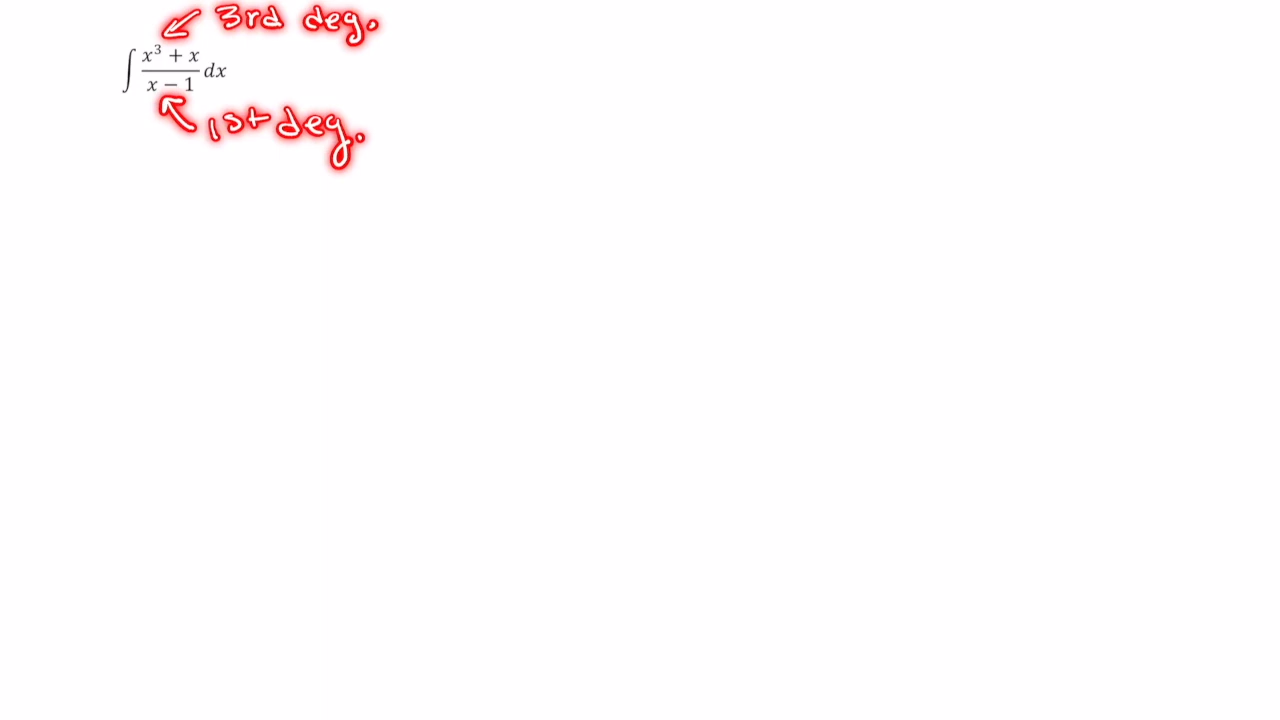 3rd deg.
∫ (x³ + x)/(x − 1) dx
1st deg.